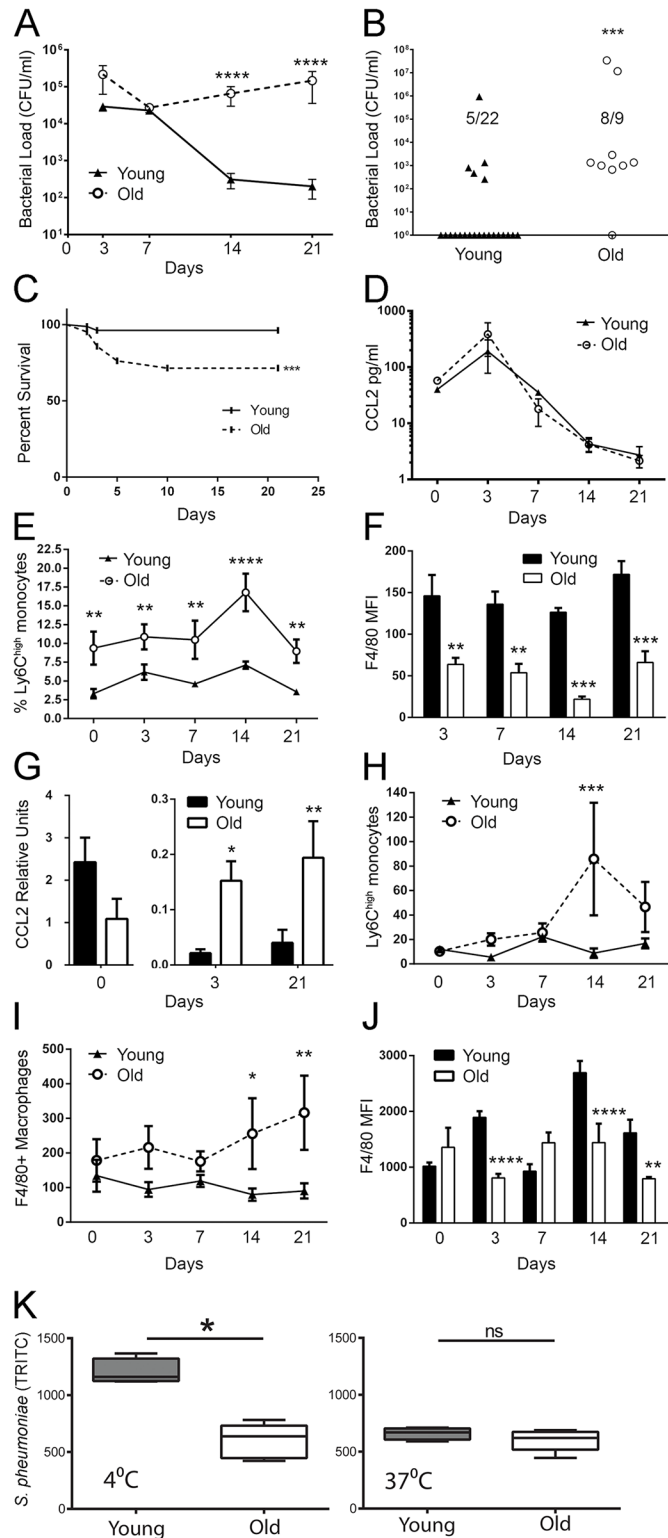 A
Bacterial Load (CFU/ml)
10⁶
10⁵
10⁴
10³
10²
10¹
****
****
Young
Old
0 3 7 14 21
Days
B
***
Bacterial Load (CFU/ml)
10⁸
10⁷
10⁶
10⁵
10⁴
10³
10²
10¹
10⁰
5/22
8/9
Young Old
C
Percent Survival
100
50
0
***
Young
Old
0 5 10 15 20 25
Days
D
CCL2 pg/ml
1000
100
10
1
Young
Old
0 3 7 14 21
Days
E
% Ly6Cʰⁱᵍʰ monocytes
22.5
20.0
17.5
15.0
12.5
10.0
7.5
5.0
2.5
0.0
Young
Old
** ** ** **** **
0 3 7 14 21
Days
F
F4/80 MFI
200
150
100
50
0
Young
Old
** ** *** ***
3 7 14 21
Days
G
CCL2 Relative Units
4
3
2
1
0
0
0.3
0.2
0.1
0.0
Young
Old
* **
3 21
Days
H
Ly6Cʰⁱᵍʰ monocytes
140
120
100
80
60
40
20
0
Young
Old
***
0 3 7 14 21
Days
I
F4/80+ Macrophages
500
400
300
200
100
0
Young
Old
* **
0 3 7 14 21
Days
J
F4/80 MFI
3000
2000
1000
0
Young
Old
**** **** **
0 3 7 14 21
Days
K
S. pheumoniae (TRITC)
1500
1000
500
0
*
4⁰C
Young Old
1500
1000
500
0
ns
37⁰C
Young Old